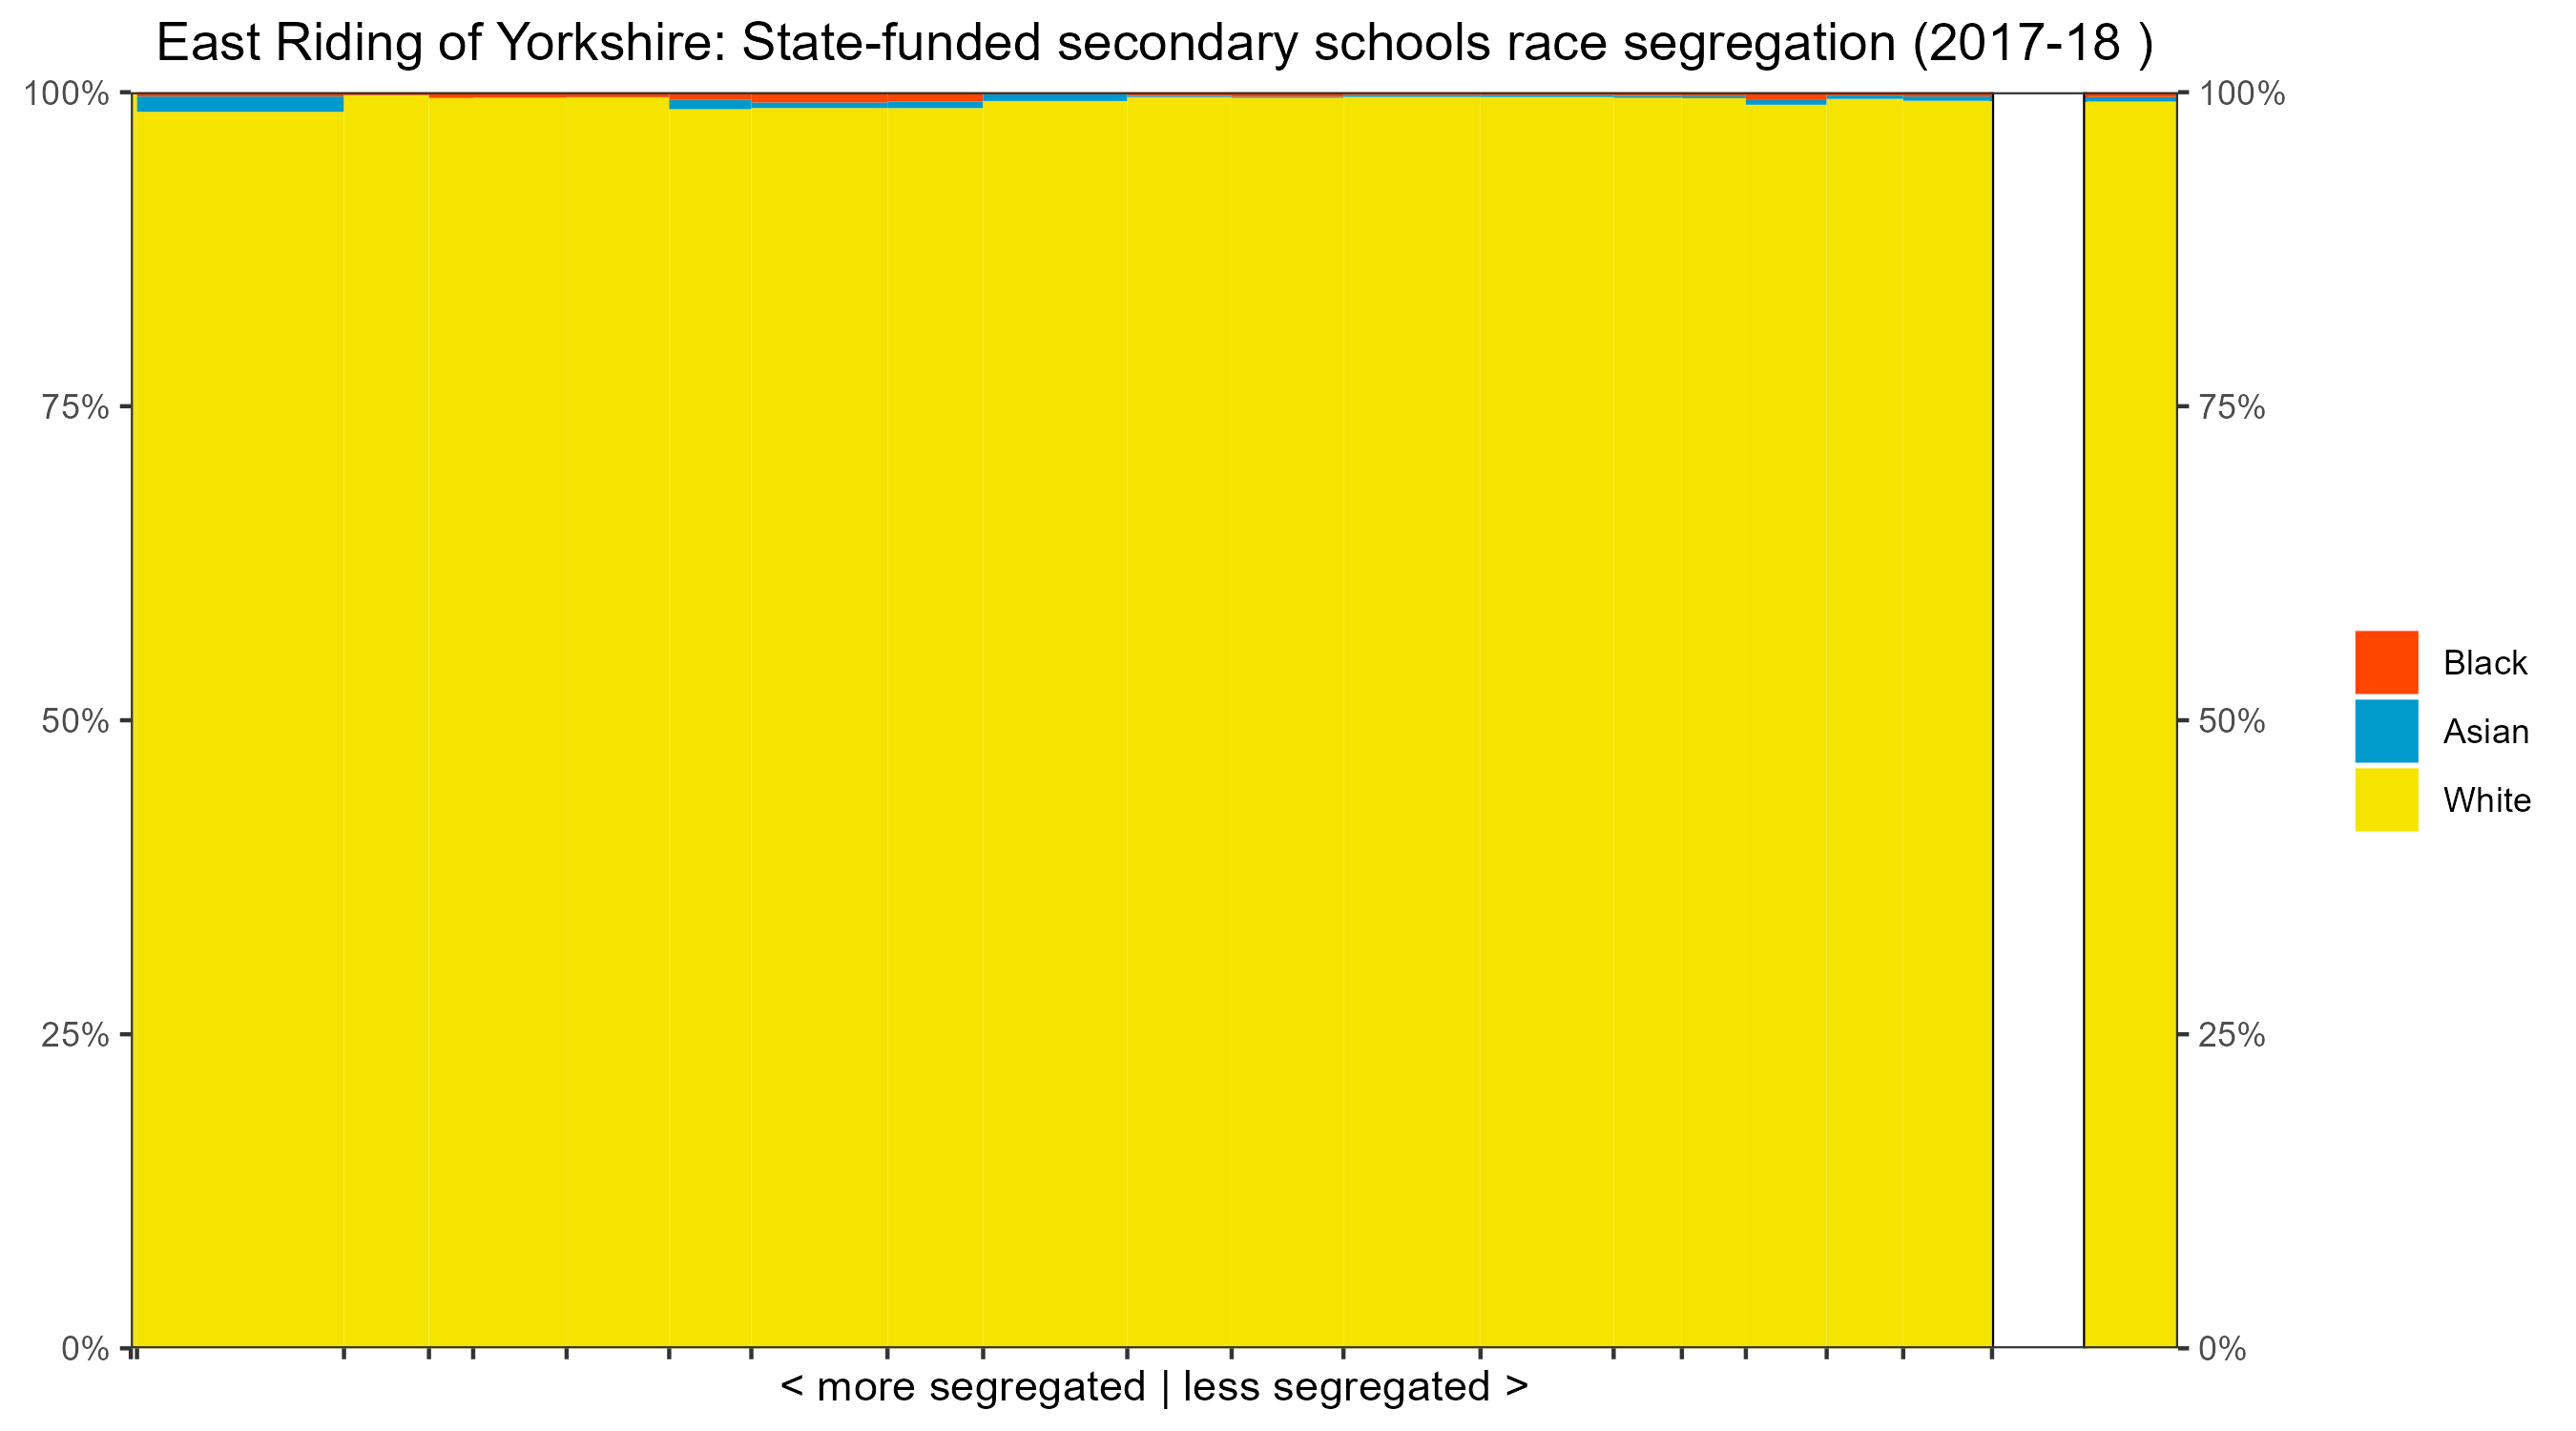 East Riding of Yorkshire: State-funded secondary schools race segregation (2017-18 )
100%
75%
50%
25%
0%
100%
75%
50%
25%
0%
Black
Asian
White
< more segregated | less segregated >